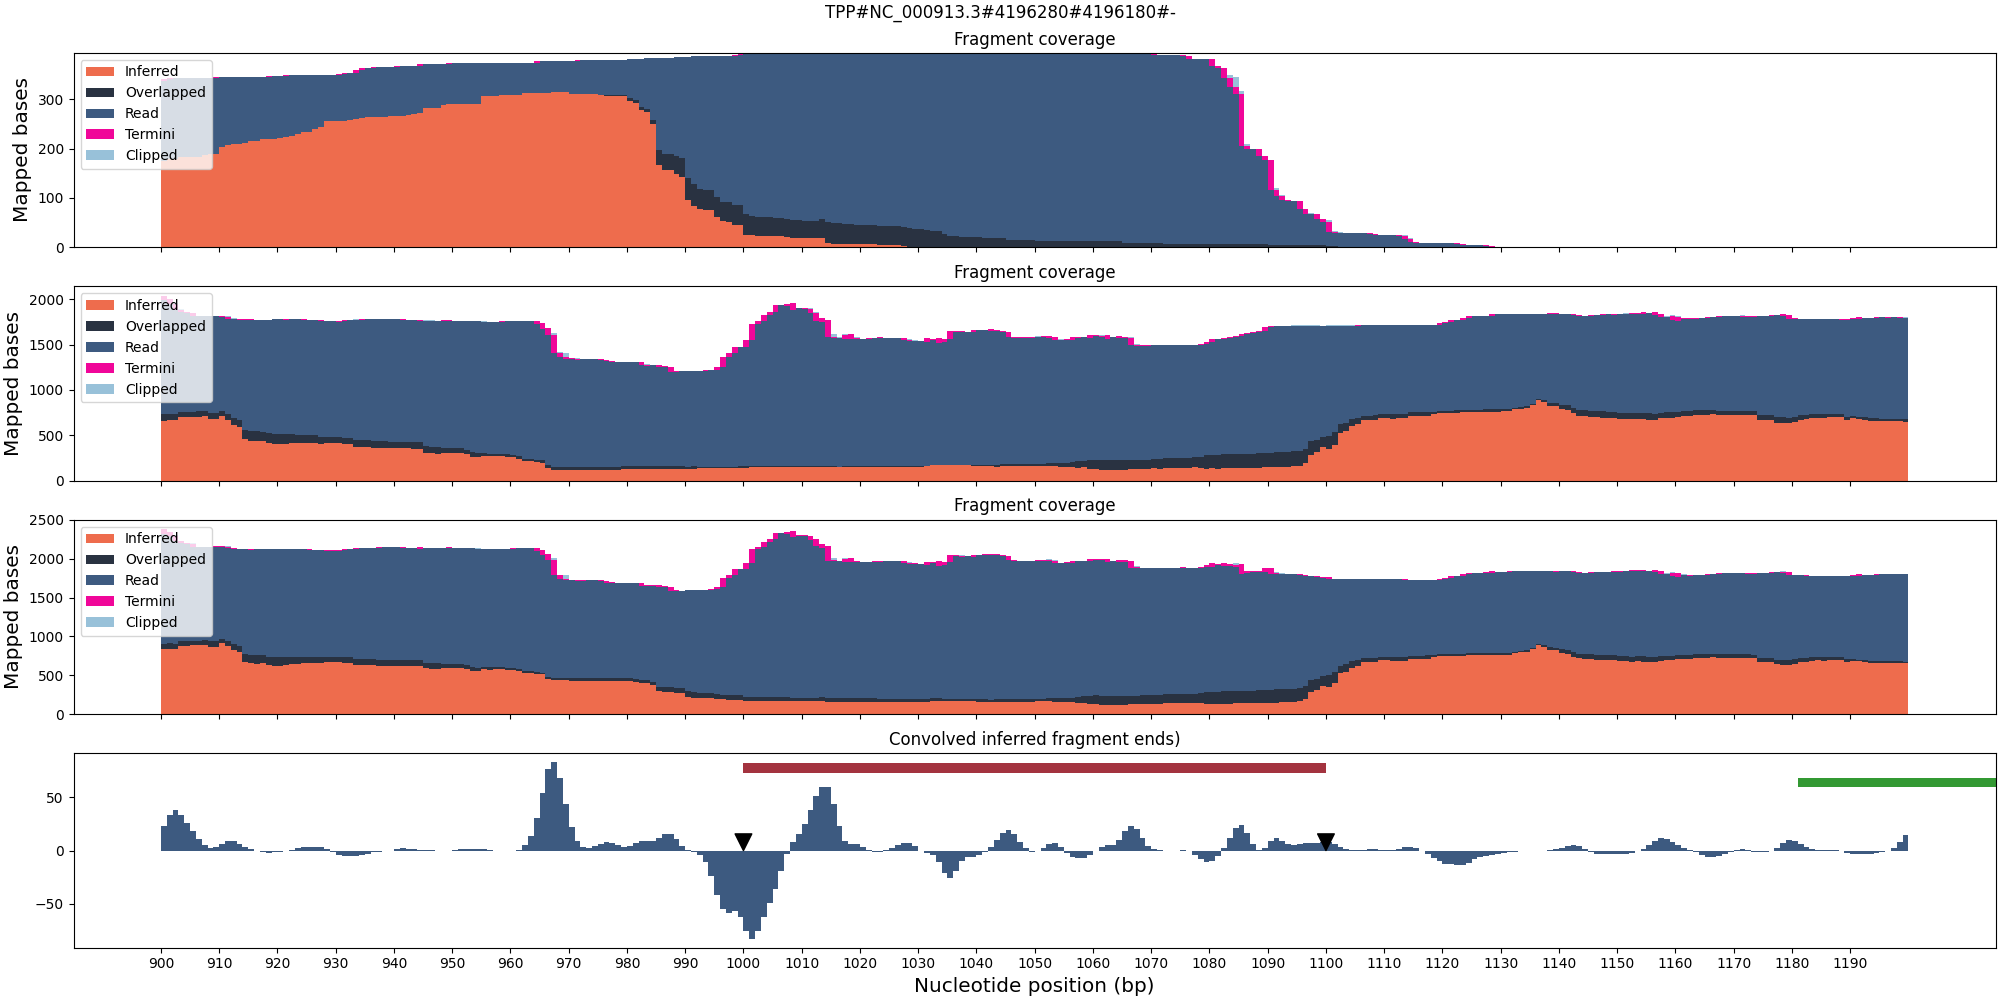 TPP#NC_000913.3#4196280#4196180#-
Fragment coverage
Mapped bases
300
200
100
0
Inferred
Overlapped
Read
Termini
Clipped
Fragment coverage
Mapped bases
2000
1500
1000
500
0
Inferred
Overlapped
Read
Termini
Clipped
Fragment coverage
Mapped bases
2500
2000
1500
1000
500
0
Inferred
Overlapped
Read
Termini
Clipped
Convolved inferred fragment ends)
50
0
−50
900 910 920 930 940 950 960 970 980 990 1000 1010 1020 1030 1040 1050 1060 1070 1080 1090 1100 1110 1120 1130 1140 1150 1160 1170 1180 1190
Nucleotide position (bp)